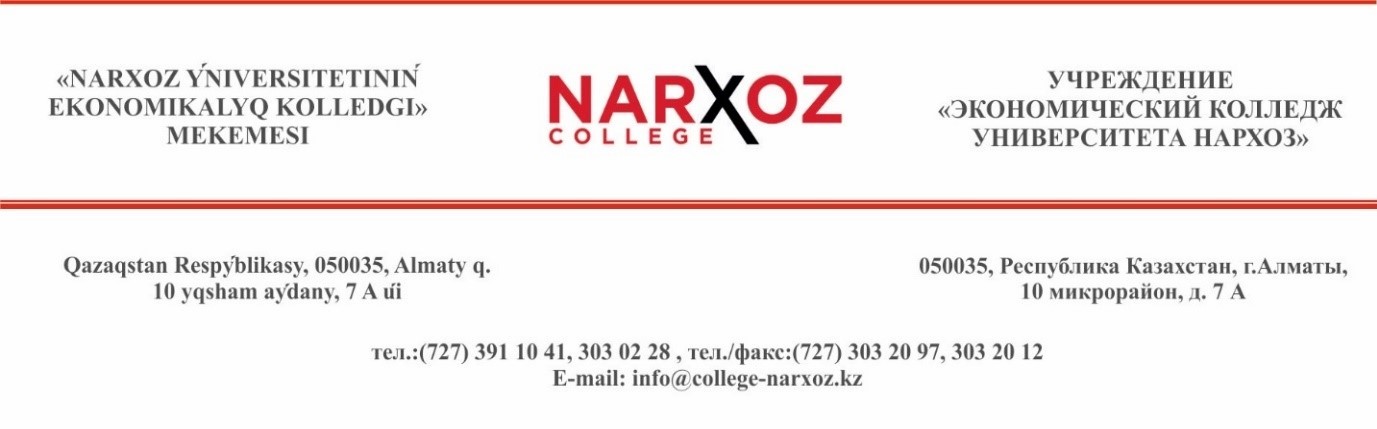 «NARXOZ ÝNIVERSITETINIŃ
EKONOMIKALYQ KOLLEDGI»
MEKEMESI
NARXOZ
COLLEGE
УЧРЕЖДЕНИЕ
«ЭКОНОМИЧЕСКИЙ КОЛЛЕДЖ
УНИВЕРСИТЕТА НАРХОЗ»
Qazaqstan Respýblikasy, 050035, Almaty q.
10 yqsham aýdany, 7 A úi
050035, Республика Казахстан, г.Алматы,
10 микрорайон, д. 7 А
тел.:(727) 391 10 41, 303 02 28 , тел./факс:(727) 303 20 97, 303 20 12
E-mail: info@college-narxoz.kz